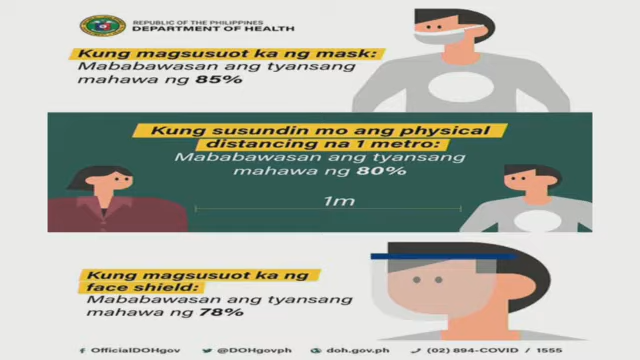 REPUBLIC OF THE PHILIPPINES
DEPARTMENT OF HEALTH
Kung magsusuot ka ng mask:
Mababawasan ang tyansang
mahawa ng 85%
Kung susundin mo ang physical
distancing na 1 metro:
Mababawasan ang tyansang
mahawa ng 80%
1m
Kung magsusuot ka ng
face shield:
Mababawasan ang tyansang
mahawa ng 78%
OfficialDOHgov @DOHgovph doh.gov.ph (02) 894-COVID / 1555